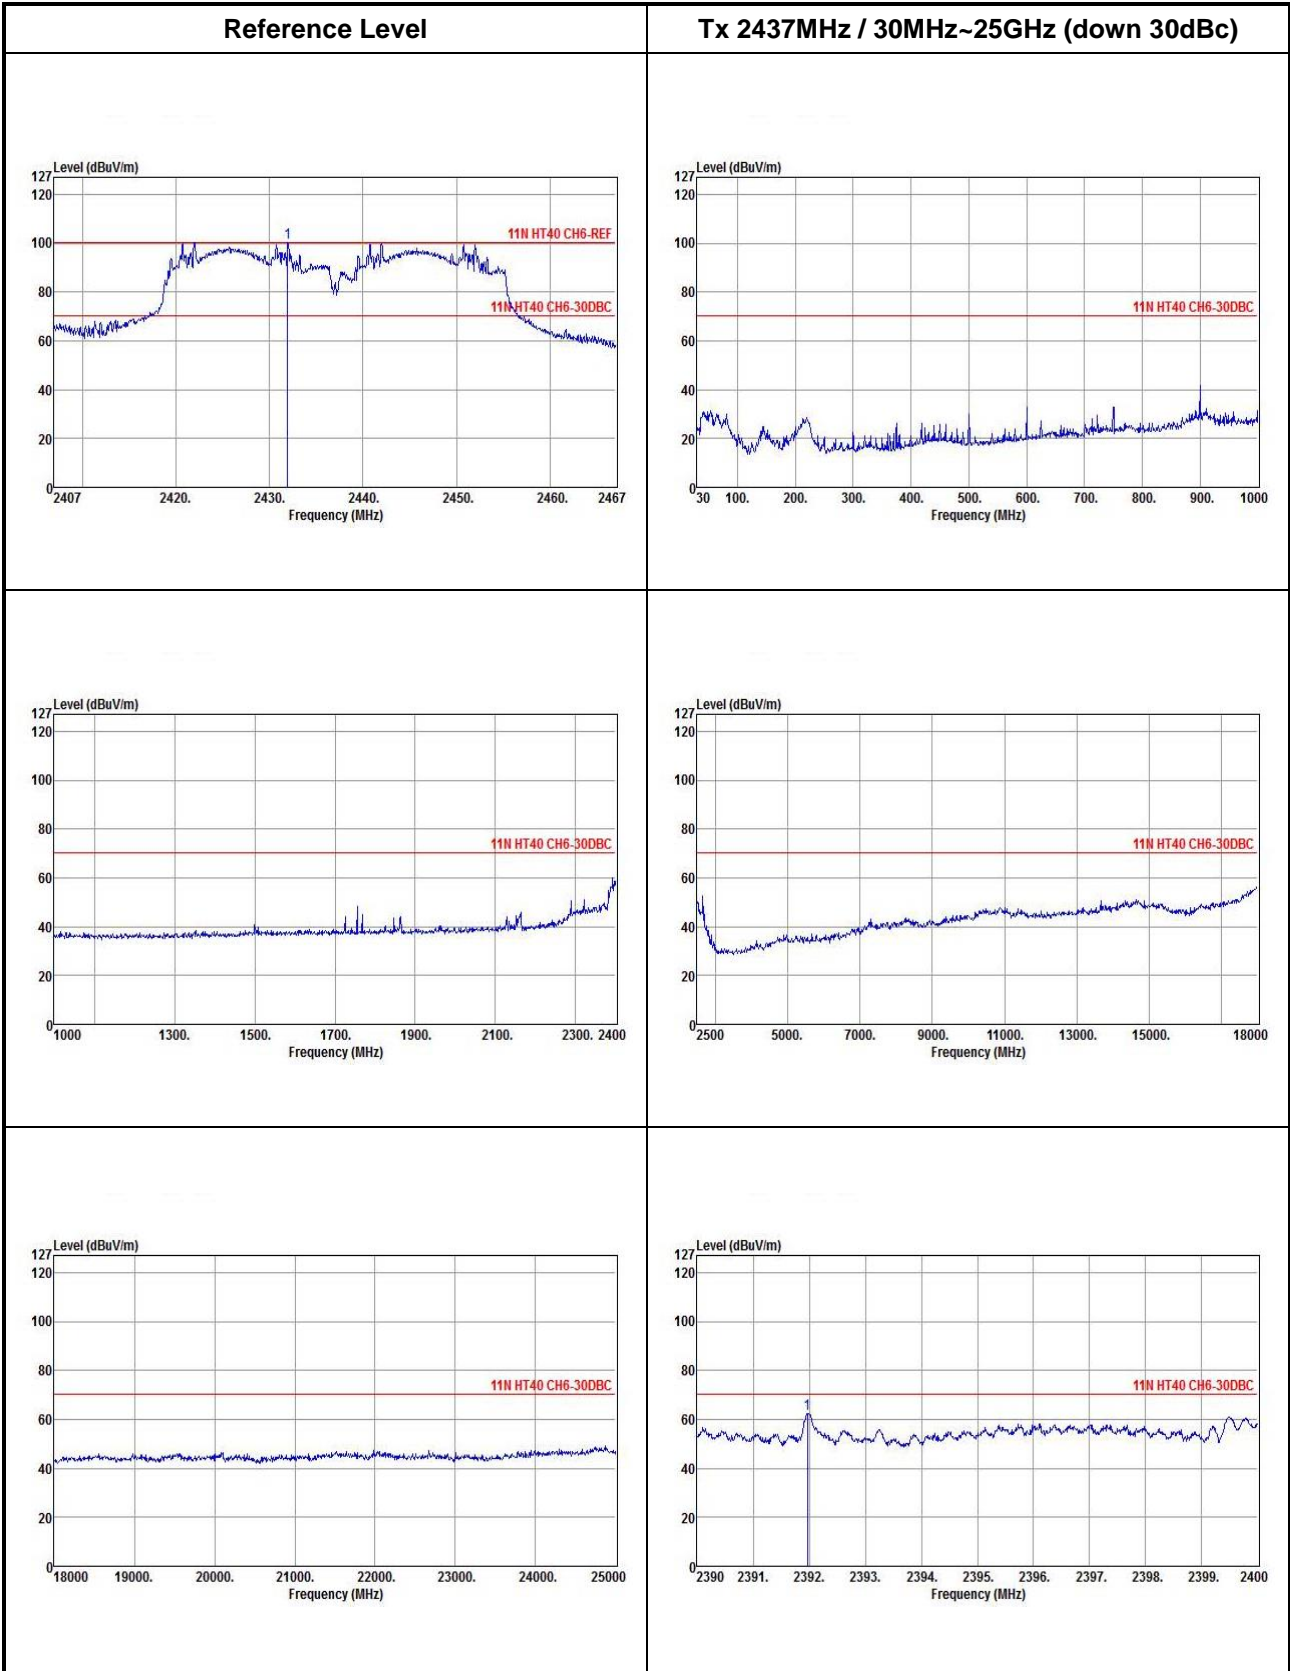 Reference Level
Tx 2437MHz / 30MHz~25GHz (down 30dBc)
Level (dBuV/m)
127
120
100
80
60
40
20
0
11N HT40 CH6-REF
11N HT40 CH6-30DBC
1
2407 2420. 2430. 2440. 2450. 2460. 2467
Frequency (MHz)
Level (dBuV/m)
127
120
100
80
60
40
20
0
11N HT40 CH6-30DBC
30 100. 200. 300. 400. 500. 600. 700. 800. 900. 1000
Frequency (MHz)
Level (dBuV/m)
127
120
100
80
60
40
20
0
11N HT40 CH6-30DBC
1000 1300. 1500. 1700. 1900. 2100. 2300. 2400
Frequency (MHz)
Level (dBuV/m)
127
120
100
80
60
40
20
0
11N HT40 CH6-30DBC
2500 5000. 7000. 9000. 11000. 13000. 15000. 18000
Frequency (MHz)
Level (dBuV/m)
127
120
100
80
60
40
20
0
11N HT40 CH6-30DBC
18000 19000. 20000. 21000. 22000. 23000. 24000. 25000
Frequency (MHz)
Level (dBuV/m)
127
120
100
80
60
40
20
0
11N HT40 CH6-30DBC
1
2390 2391. 2392. 2393. 2394. 2395. 2396. 2397. 2398. 2399. 2400
Frequency (MHz)